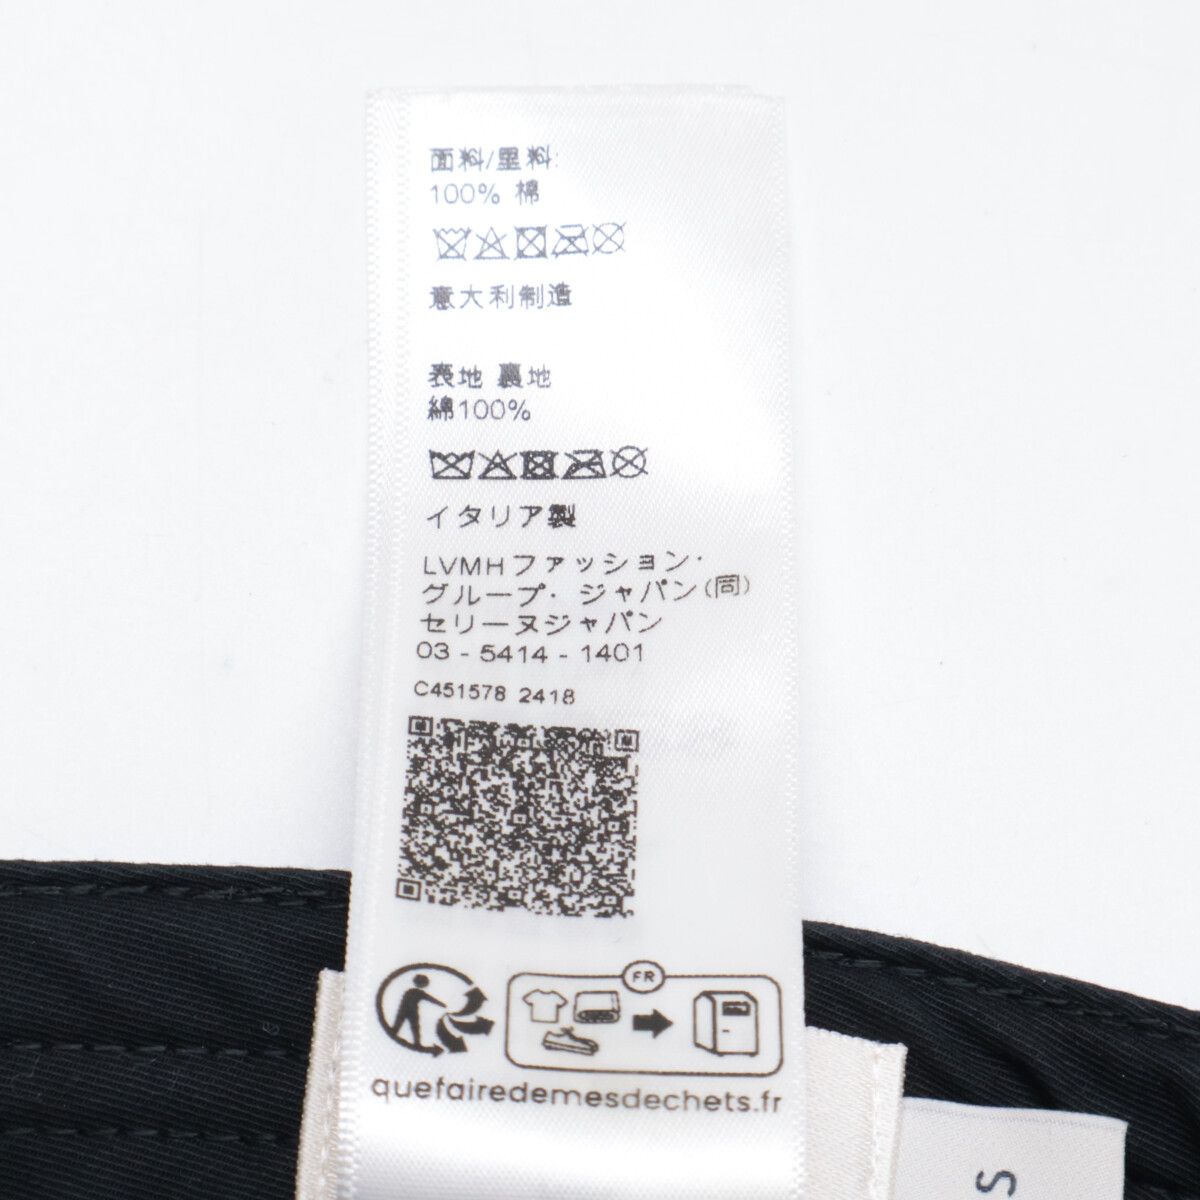 面料/里料:
100% 棉
意大利制造
表地 裏地
綿100%
イタリア製
LVMHファッション・
グループ・ ジャパン(同)
セリーヌジャパン
03 - 5414 - 1401
C451578 2418
FR
quefairedemesdechets.fr
S